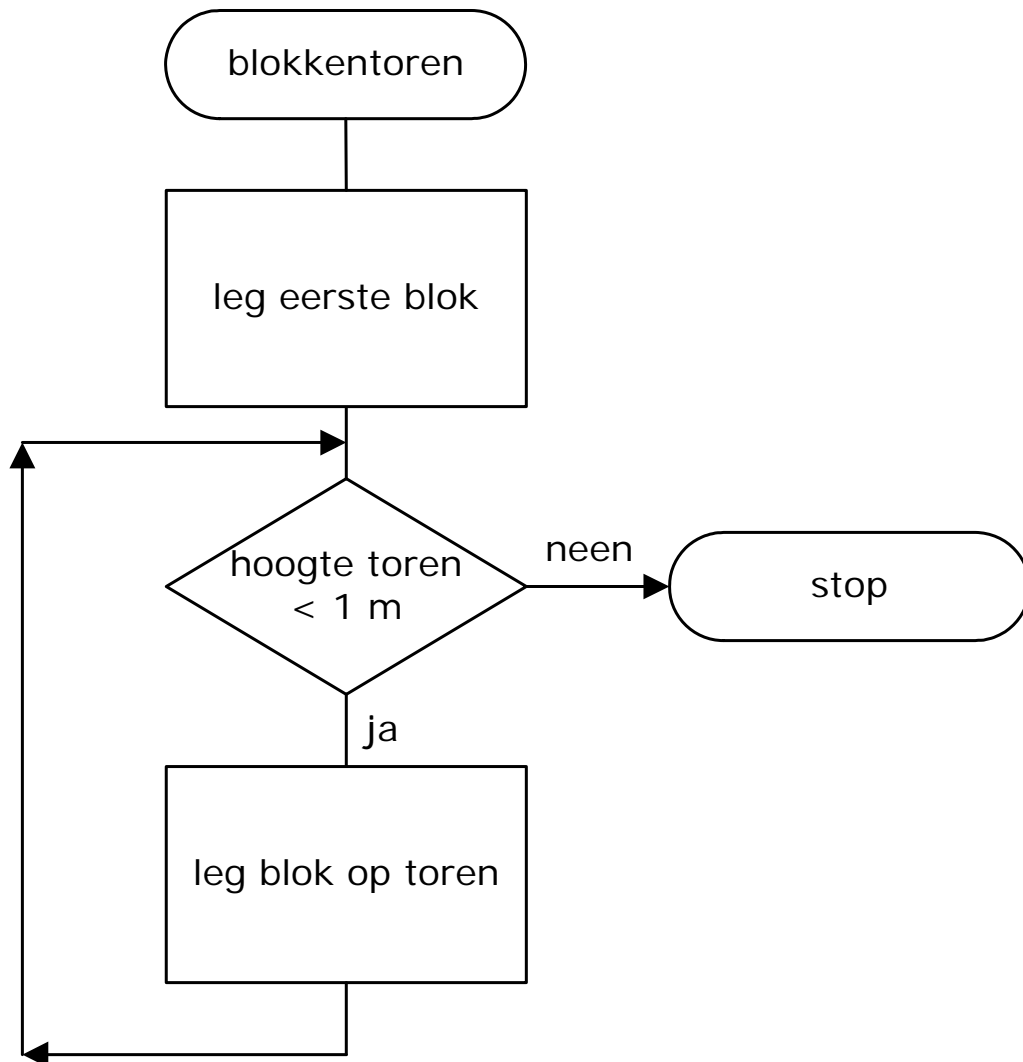 blokkentoren
leg eerste blok
hoogte toren
< 1 m
neen
stop
ja
leg blok op toren